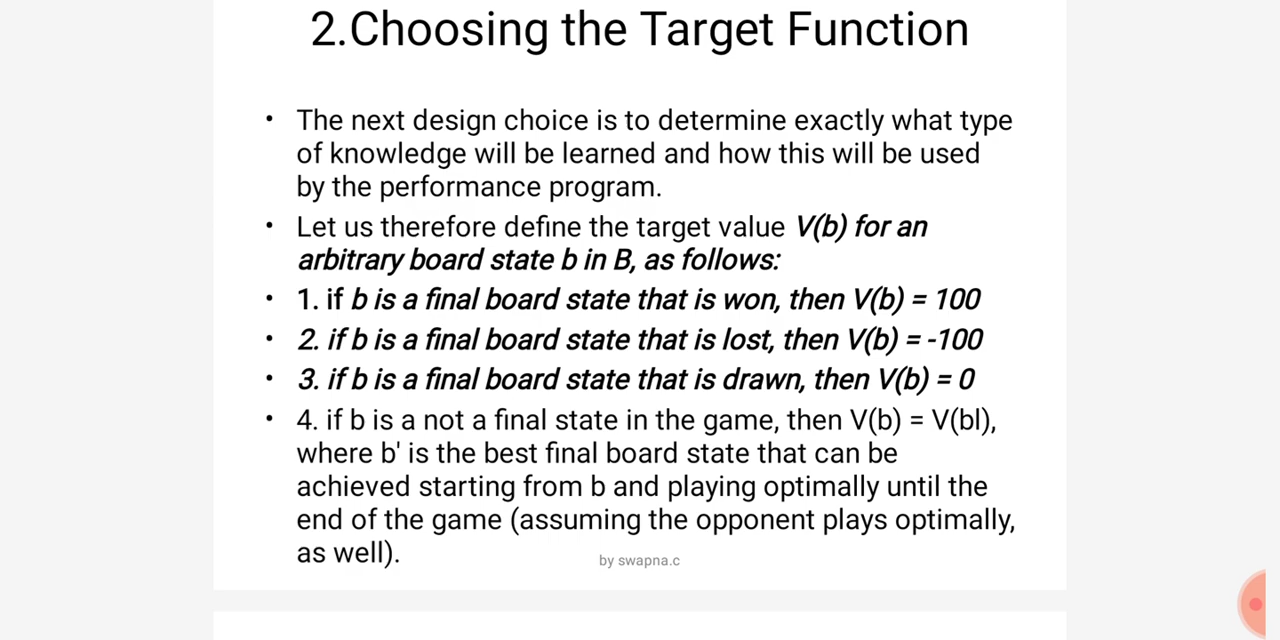 2.Choosing the Target Function
• The next design choice is to determine exactly what type
of knowledge will be learned and how this will be used
by the performance program.
• Let us therefore define the target value V(b) for an
arbitrary board state b in B, as follows:
• 1. if b is a final board state that is won, then V(b) = 100
• 2. if b is a final board state that is lost, then V(b) = -100
• 3. if b is a final board state that is drawn, then V(b) = 0
• 4. if b is a not a final state in the game, then V(b) = V(bl),
where b' is the best final board state that can be
achieved starting from b and playing optimally until the
end of the game (assuming the opponent plays optimally,
as well).
by swapna.c